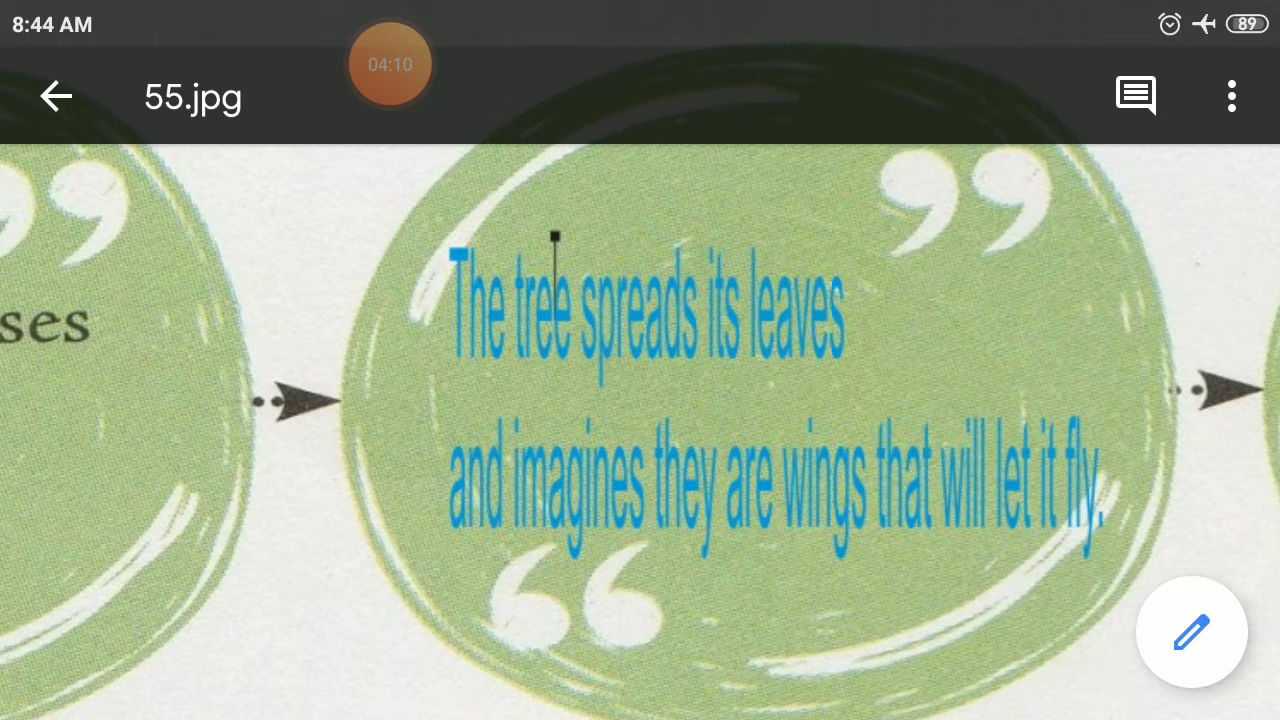 8:44 AM
89
04:10
55.jpg
ses
The tree spreads its leaves
and imagines they are wings that will let it fly.